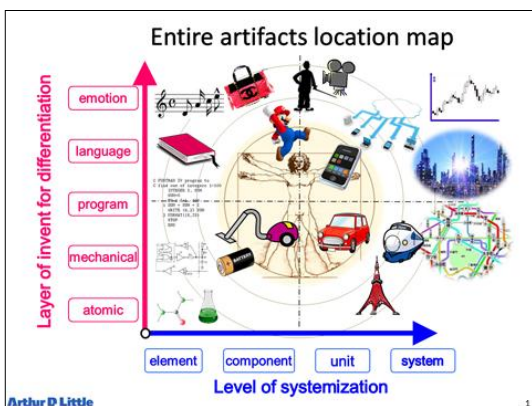 Entire artifacts location map
Layer of invent for differentiation
emotion
language
program
mechanical
atomic
BATTERY
element
component
unit
system
Level of systemization
Arthur D Little
1